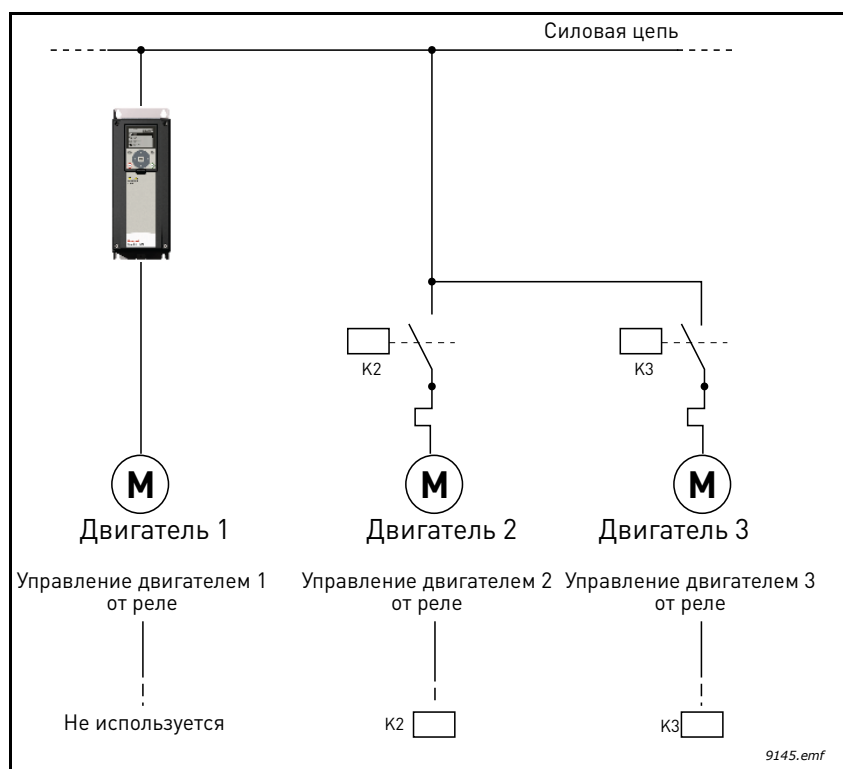 Силовая цепь
K2
K3
M
M
M
Двигатель 1
Двигатель 2
Двигатель 3
Управление двигателем 1
от реле
Управление двигателем 2
от реле
Управление двигателем 3
от реле
Не используется
K2
K3
9145.emf